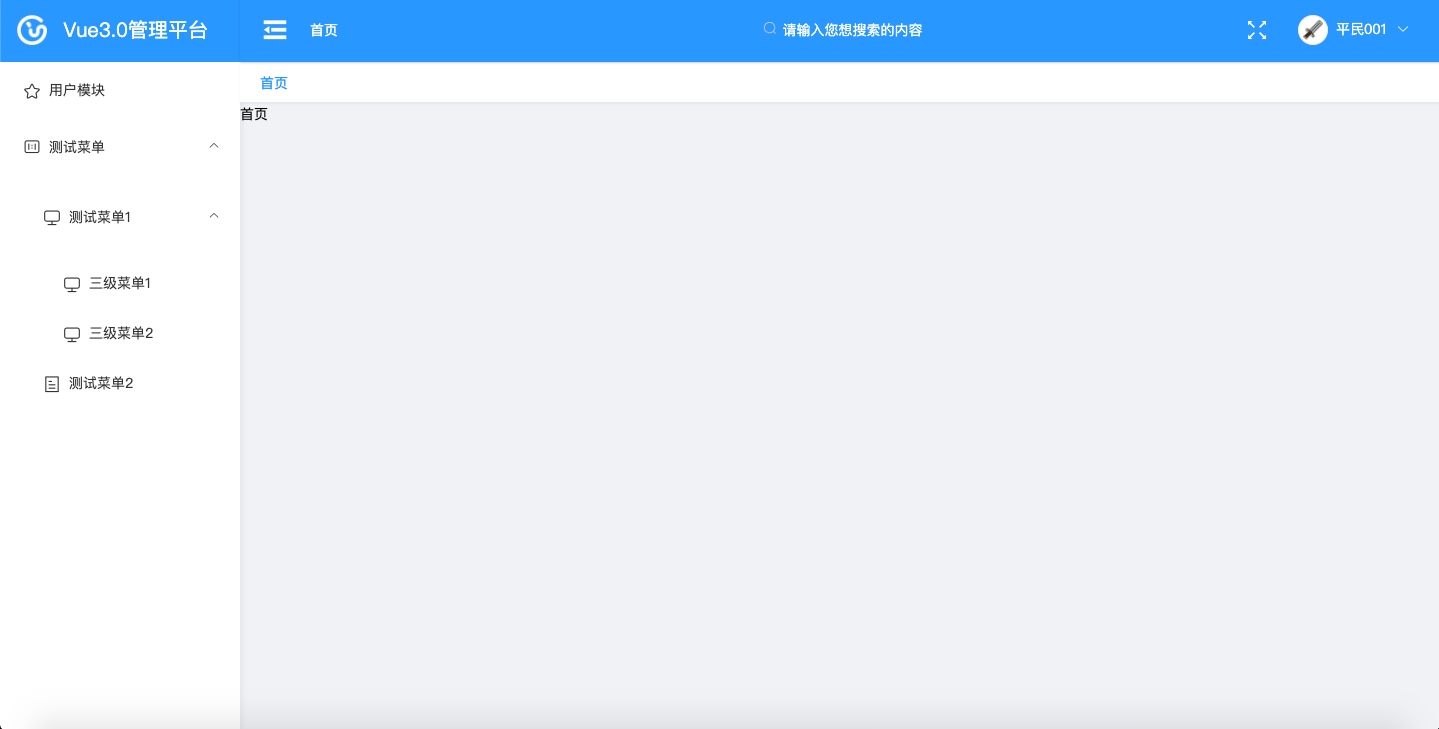 Vue3.0管理平台
首页
请输入您想搜索的内容
平民001
用户模块
测试菜单
测试菜单1
三级菜单1
三级菜单2
测试菜单2
首页
首页